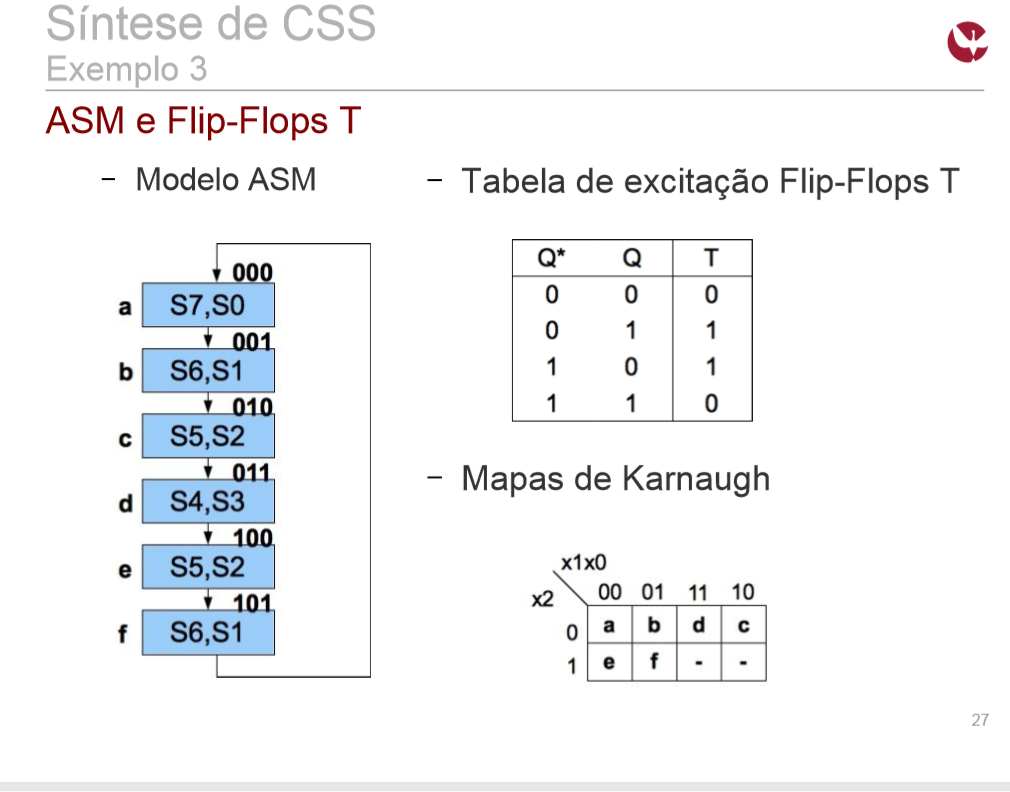 Síntese de CSS
Exemplo 3
ASM e Flip-Flops T
– Modelo ASM
000
a S7,S0
001
b S6,S1
010
c S5,S2
011
d S4,S3
100
e S5,S2
101
f S6,S1
– Tabela de excitação Flip-Flops T
Q* Q T
0 0 0
0 1 1
1 0 1
1 1 0
– Mapas de Karnaugh
x1x0
x2 00 01 11 10
0 a b d c
1 e f - -
27